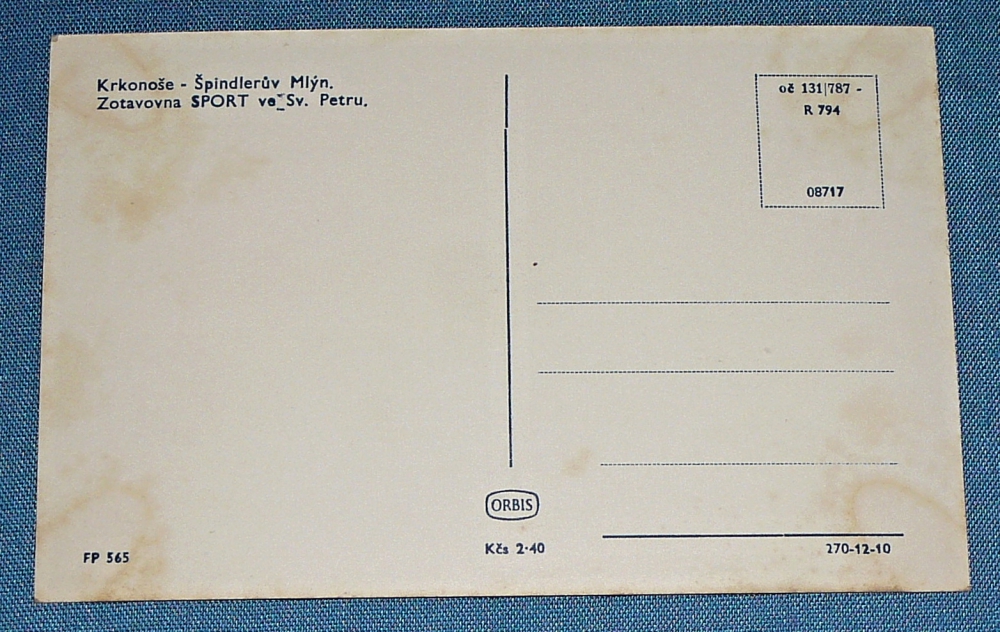 Krkonoše - Špindlerův Mlýn.
Zotavovna SPORT ve Sv. Petru.
oč 131|787 -
R 794
08717
ORBIS
Kčs 2·40
FP 565
270-12-10